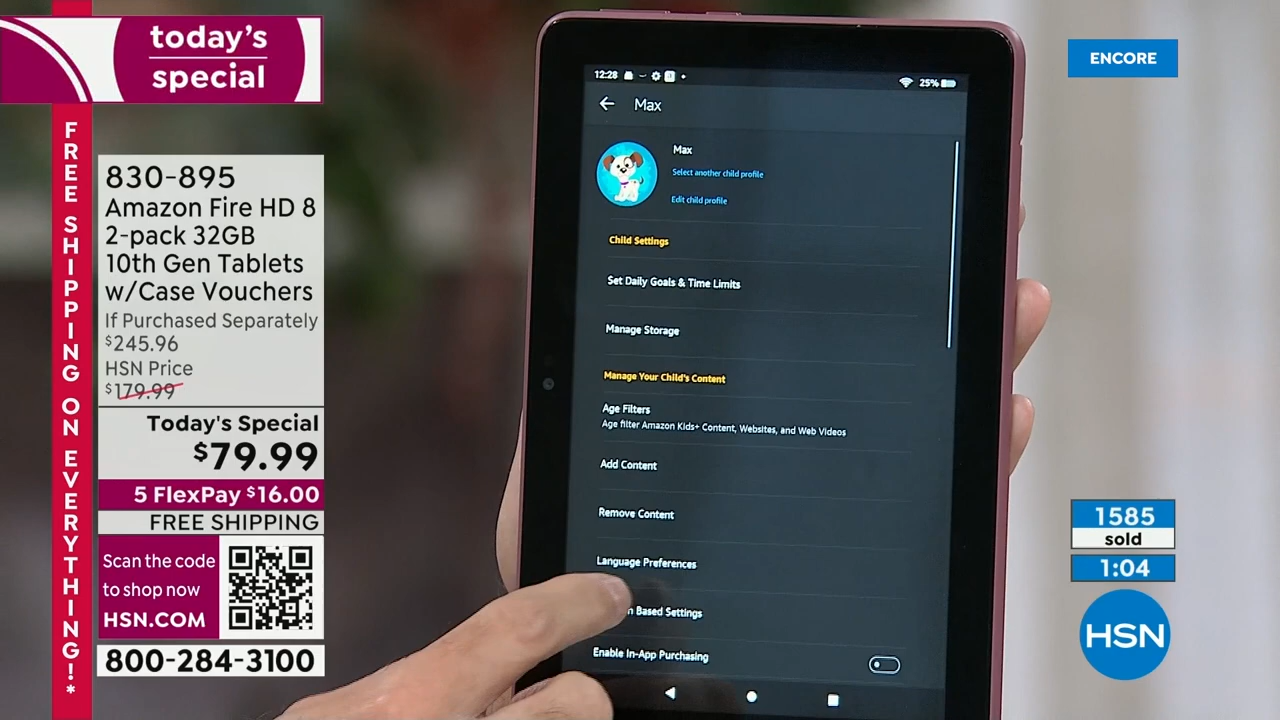 today's
special
FREE SHIPPING ON EVERYTHING!*
830-895
Amazon Fire HD 8
2-pack 32GB
10th Gen Tablets
w/Case Vouchers
If Purchased Separately
$245.96
HSN Price
$179.99
Today's Special
$79.99
5 FlexPay $16.00
FREE SHIPPING
Scan the code
to shop now
HSN.COM
800-284-3100
12:28
25%
Max
Max
Select another child profile
Edit child profile
Child Settings
Set Daily Goals & Time Limits
Manage Storage
Manage Your Child's Content
Age Filters
Age filter Amazon Kids+ Content, Websites, and Web Videos
Add Content
Remove Content
Language Preferences
Based Settings
Enable In-App Purchasing
ENCORE
1585
sold
1:04
HSN